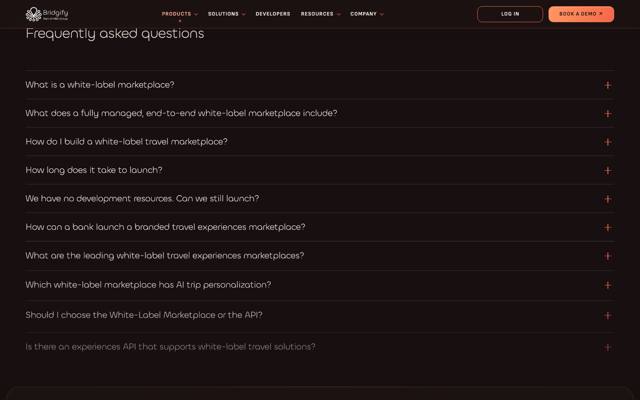 Bridgify
PRODUCTS
SOLUTIONS
DEVELOPERS
RESOURCES
COMPANY
LOG IN
BOOK A DEMO ↗
Frequently asked questions
What is a white-label marketplace?
What does a fully managed, end-to-end white-label marketplace include?
How do I build a white-label travel marketplace?
How long does it take to launch?
We have no development resources. Can we still launch?
How can a bank launch a branded travel experiences marketplace?
What are the leading white-label travel experiences marketplaces?
Which white-label marketplace has AI trip personalization?
Should I choose the White-Label Marketplace or the API?
Is there an experiences API that supports white-label travel solutions?